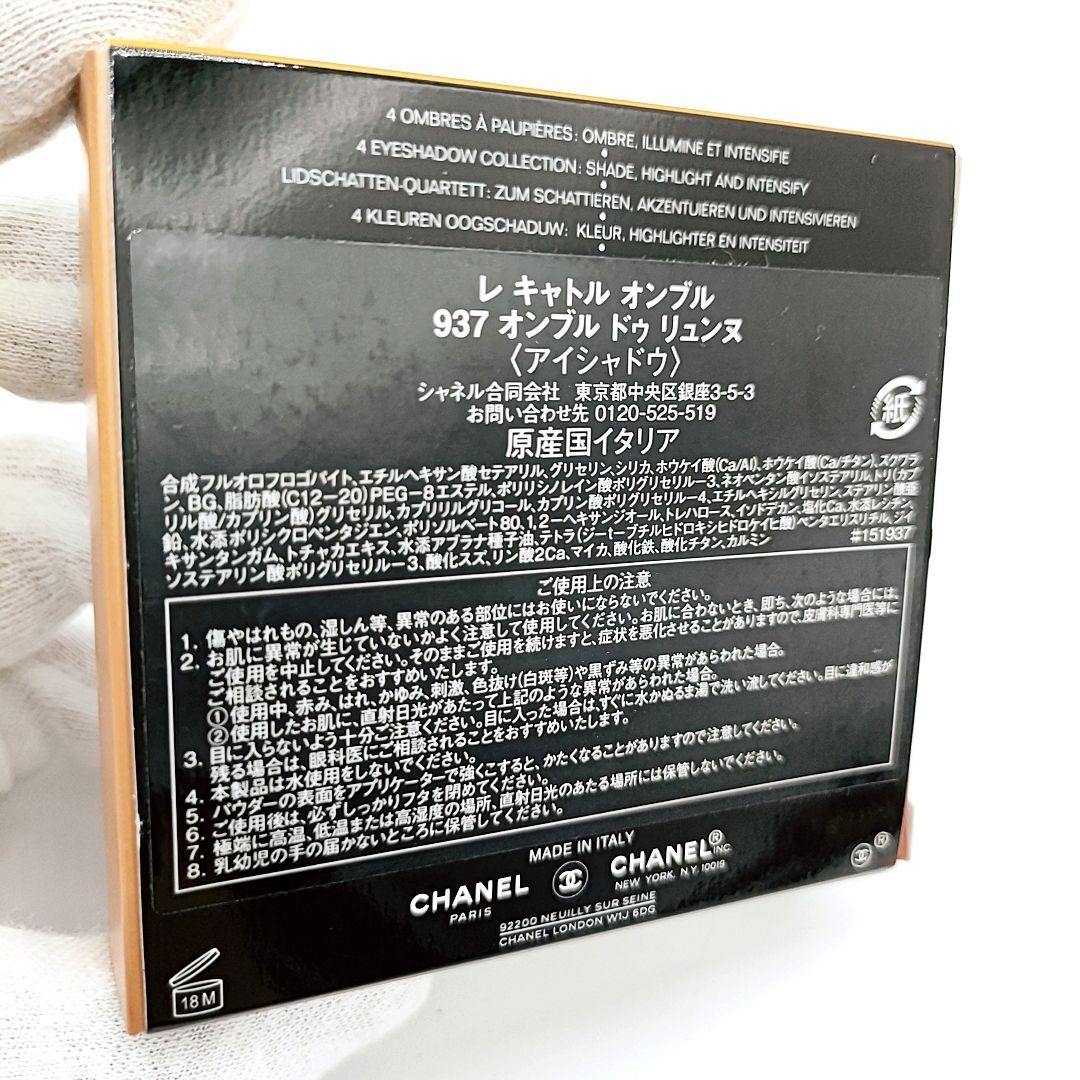 4 OMBRES À PAUPIÈRES : OMBRE, ILLUMINE ET INTENSIFIE
4 EYESHADOW COLLECTION : SHADE, HIGHLIGHT AND INTENSIFY
LIDSCHATTEN-QUARTETT : ZUM SCHATTIEREN, AKZENTUIEREN UND INTENSIVIEREN
4 KLEUREN OOGSCHADUW : KLEUR, HIGHLIGHTER EN INTENSITEIT
レ キャトル オンブル
937 オンブル ドゥ リュンヌ
〈アイシャドウ〉
シャネル合同会社 東京都中央区銀座3-5-3
お問い合わせ先 0120-525-519
原産国イタリア
紙
合成フルオロフロゴパイト、エチルヘキサン酸セテアリル、グリセリン、シリカ、ホウケイ酸(Ca/Al)、ホウケイ酸(Ca/チタン)、スクワラ
ン、BG、脂肪酸(C12-20)PEG-8エステル、ポリリシノレイン酸ポリグリセリル-3、ネオペンタン酸イソステアリル、トリ(カプ
リル酸/カプリン酸)グリセリル、カプリリルグリコール、カプリン酸ポリグリセリル-4、エチルヘキシルグリセリン、ステアリン酸亜
鉛、水添ポリシクロペンタジエン、ポリソルベート80、1,2-ヘキサンジオール、トレハロース、イソドデカン、塩化Ca、水添レシチン、
キサンタンガム、トチャカエキス、水添アブラナ種子油、テトラ(ジ-t-ブチルヒドロキシヒドロケイヒ酸)ペンタエリスリチル、ジイ
ソステアリン酸ポリグリセリル-3、酸化スズ、リン酸2Ca、マイカ、酸化鉄、酸化チタン、カルミン
#151937
ご使用上の注意
1. 傷やはれもの、湿しん等、異常のある部位にはお使いにならないでください。
2. お肌に異常が生じていないかよく注意して使用してください。お肌に合わないとき、即ち、次のような場合には、
ご使用を中止してください。そのままご使用を続けますと、症状を悪化させることがありますので、皮膚科専門医等に
ご相談されることをおすすめいたします。
①使用中、赤み、はれ、かゆみ、刺激、色抜け(白斑等)や黒ずみ等の異常があらわれた場合。
②使用したお肌に、直射日光があたって上記のような異常があらわれた場合。
3. 目に入らないよう十分ご注意ください。目に入った場合は、すぐに水かぬるま湯で洗い流してください。目に違和感が
残る場合は、眼科医にご相談されることをおすすめいたします。
4. 本製品は水使用をしないでください。
5. パウダーの表面をアプリケーターで強くこすると、かたくなることがありますので注意してください。
6. ご使用後は、必ずしっかりフタを閉めてください。
7. 極端に高温、低温または高湿度の場所、直射日光のあたる場所には保管しないでください。
8. 乳幼児の手の届かないところに保管してください。
MADE IN ITALY
CHANEL
PARIS
CHANEL® INC.
NEW YORK, N.Y. 10019
92200 NEUILLY SUR SEINE
CHANEL LONDON W1J 6DG
®
18 M